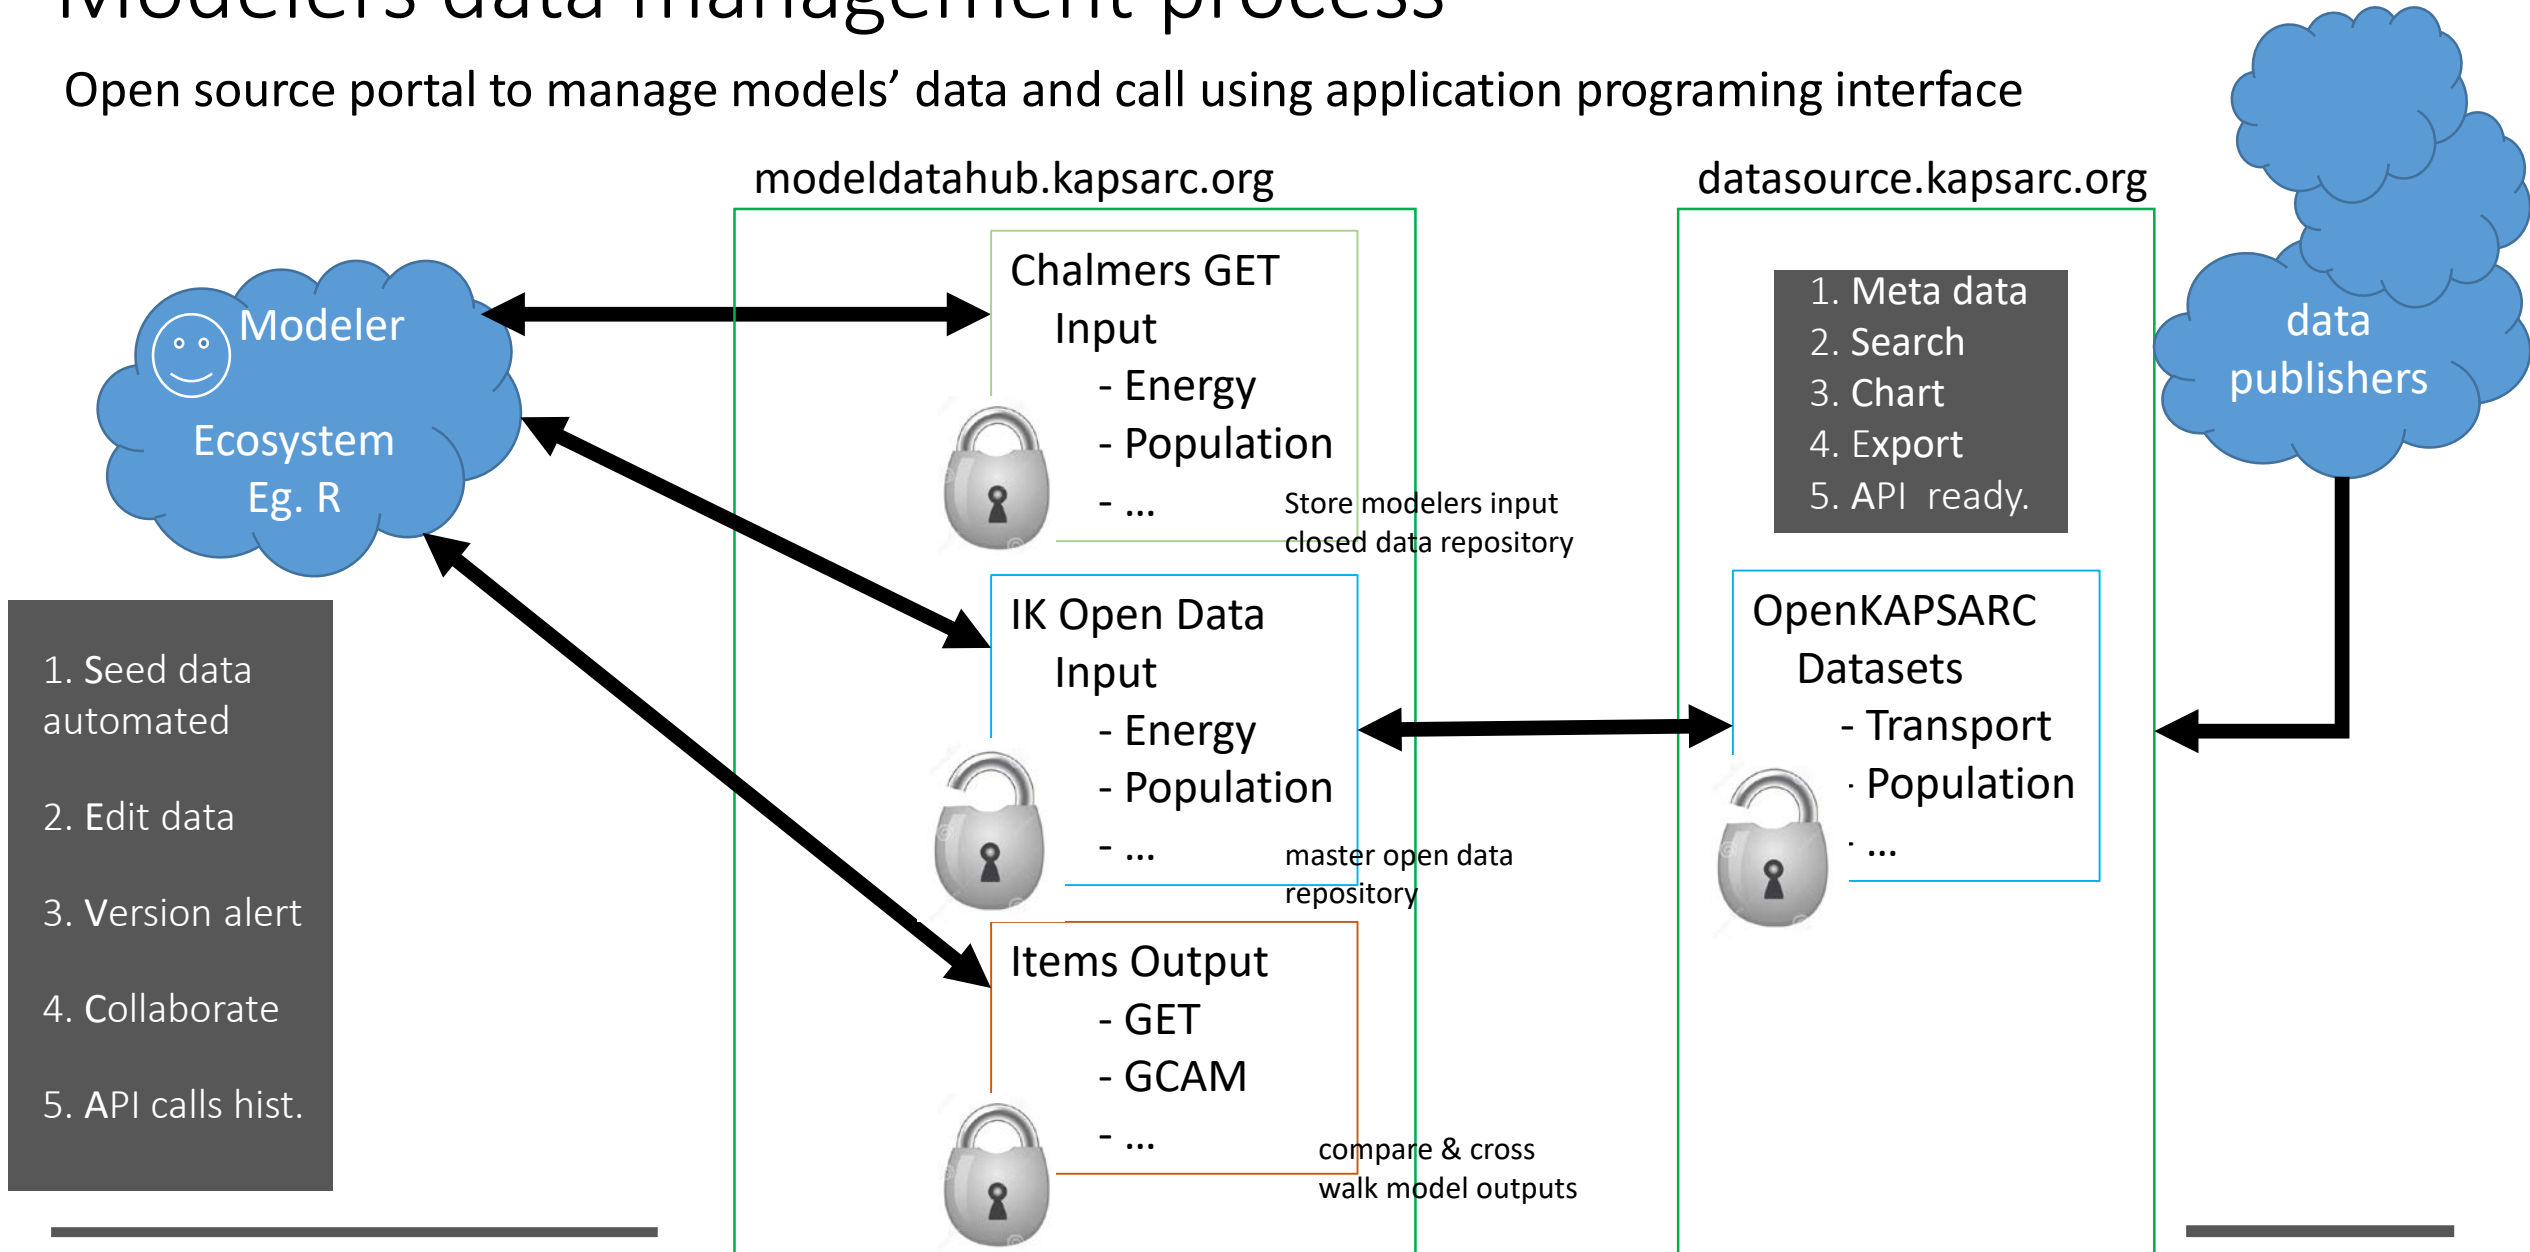 Modelers data management process
Open source portal to manage models’ data and call using application programing interface
modeldatahub.kapsarc.org
datasource.kapsarc.org
Modeler
Ecosystem
Eg. R
1. Seed data
automated
2. Edit data
3. Version alert
4. Collaborate
5. API calls hist.
Chalmers GET
Input
- Energy
- Population
- ...
Store modelers input
closed data repository
IK Open Data
Input
- Energy
- Population
- ...
master open data
repository
Items Output
- GET
- GCAM
- ...
compare & cross
walk model outputs
1. Meta data
2. Search
3. Chart
4. Export
5. API  ready.
OpenKAPSARC
Datasets
- Transport
- Population
- ...
data
publishers